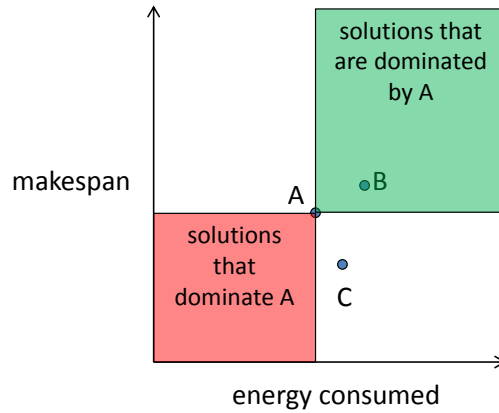 solutions that
are dominated
by A
makespan
A
B
solutions
that
dominate A
C
energy consumed